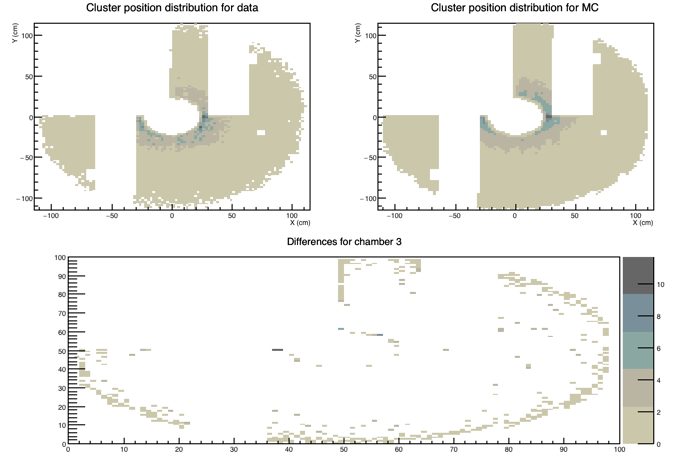 Cluster position distribution for data
Y (cm)
100
50
0
−50
−100
−100 −50 0 50 100
X (cm)
Cluster position distribution for MC
Y (cm)
100
50
0
−50
−100
−100 −50 0 50 100
X (cm)
Differences for chamber 3
100
90
80
70
60
50
40
30
20
10
0
0 10 20 30 40 50 60 70 80 90 100
10
8
6
4
2
0